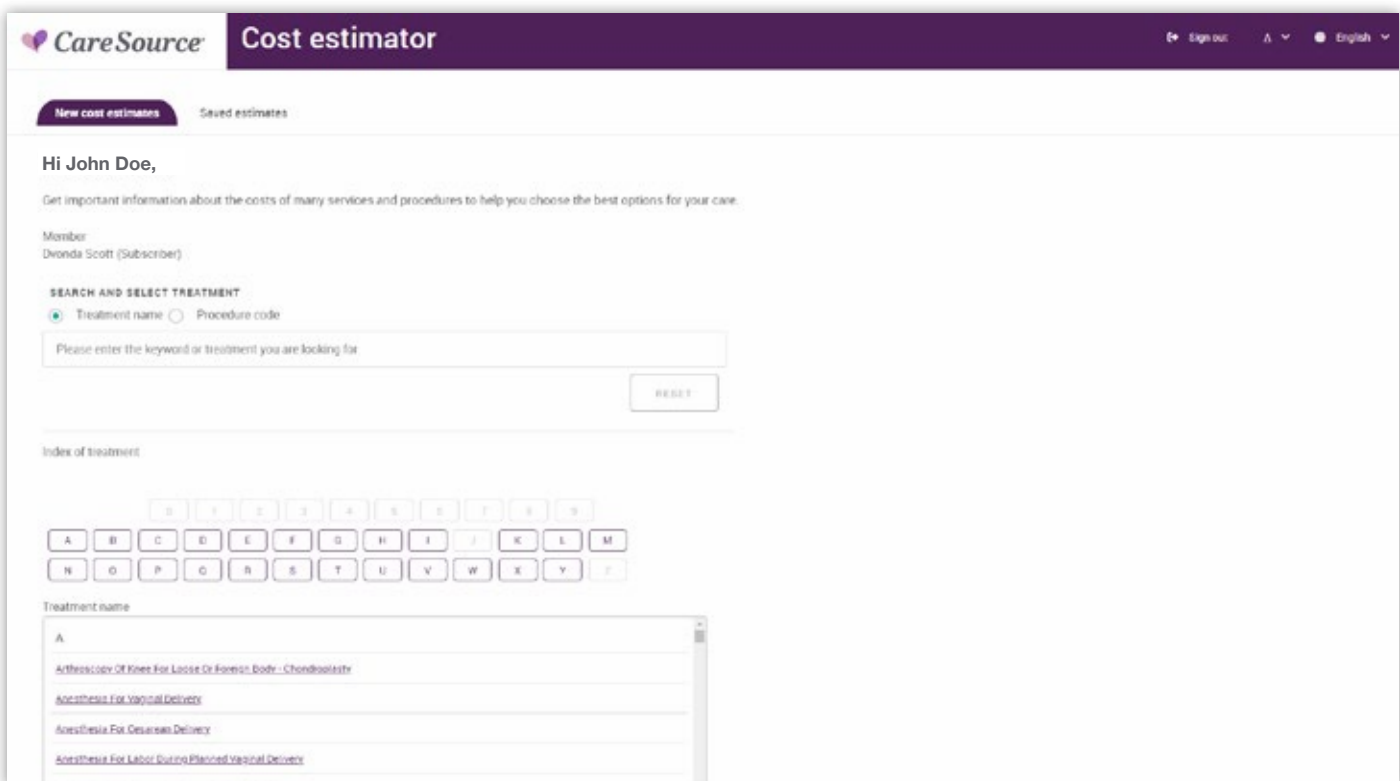 CareSource
Cost estimator
Sign out
A
English
New cost estimates Saved estimates
Hi John Doe,
Get important information about the costs of many services and procedures to help you choose the best options for your care.
Member
Dvonda Scott (Subscriber)
SEARCH AND SELECT TREATMENT
Treatment name Procedure code
Please enter the keyword or treatment you are looking for
RESET
Index of treatment
0 1 2 3 4 5 6 7 8 9
A B C D E F G H I J K L M
N O P Q R S T U V W X Y Z
Treatment name
A
Arthroscopy Of Knee For Loose Or Foreign Body - Chondroplasty
Anesthesia For Vaginal Delivery
Anesthesia For Cesarean Delivery
Anesthesia For Labor During Planned Vaginal Delivery